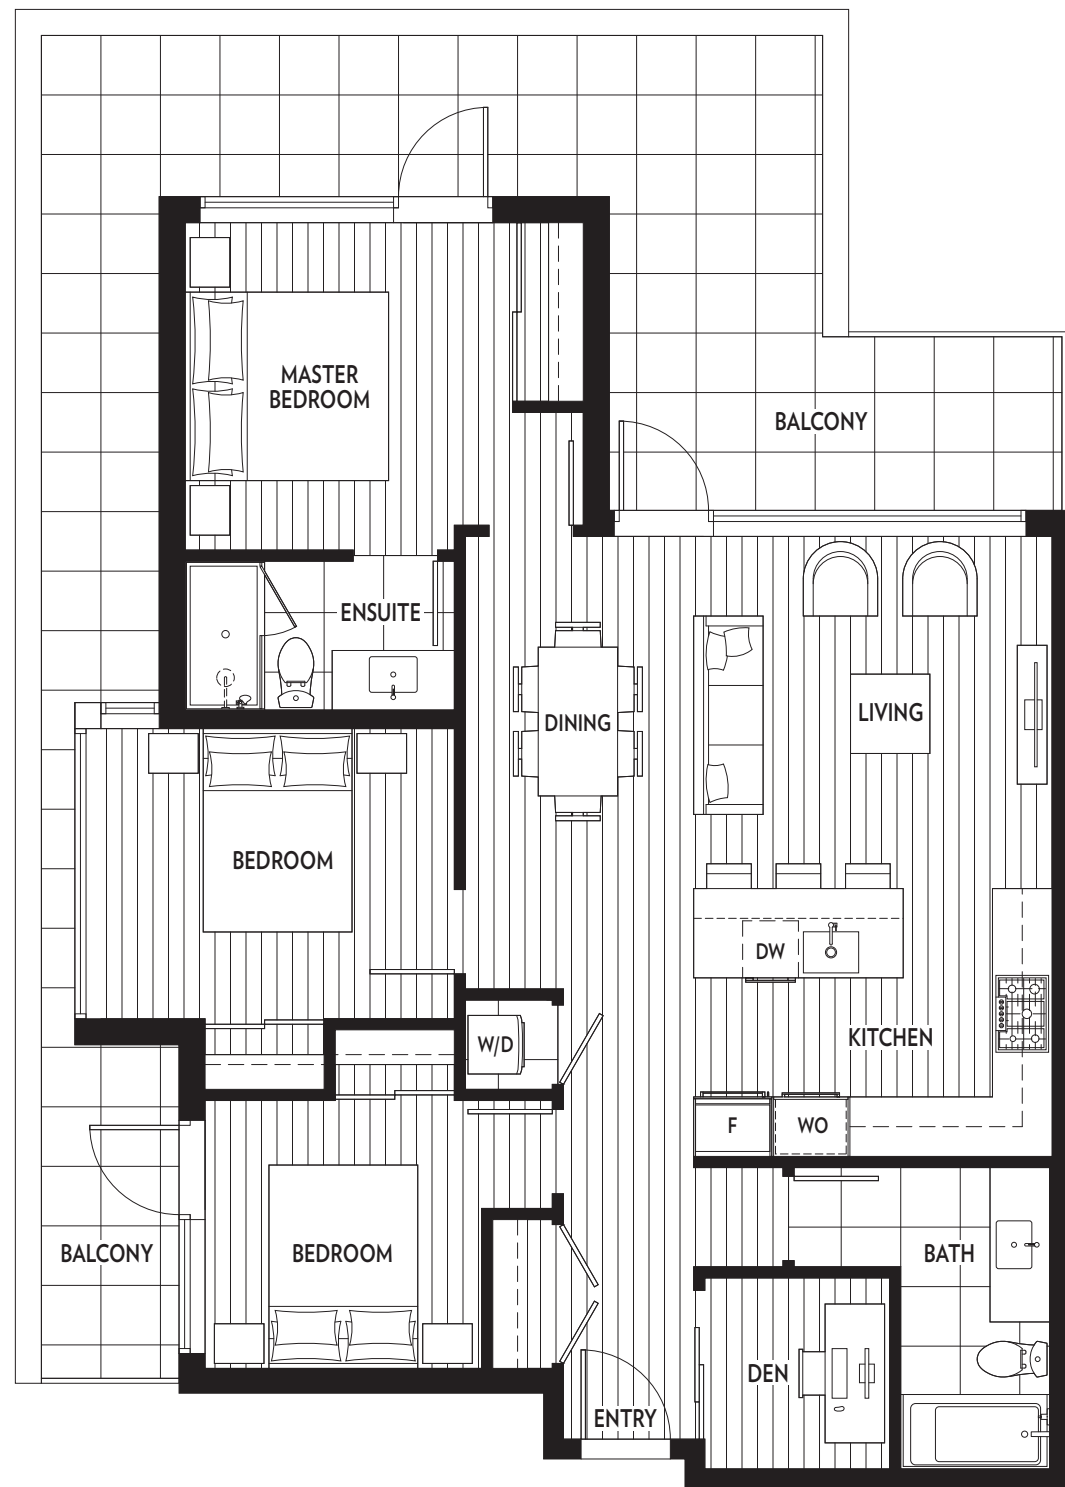 MASTER
BEDROOM
BALCONY
ENSUITE
DINING
LIVING
BEDROOM
DW
W/D
KITCHEN
F
WO
BALCONY
BEDROOM
BATH
DEN
ENTRY